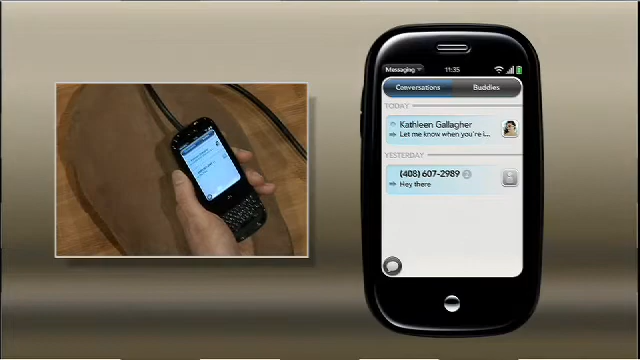 Messaging 11:35
Conversations Buddies
TODAY
Kathleen Gallagher
Let me know when you're i...
YESTERDAY
(408) 607-2989 2
Hey there